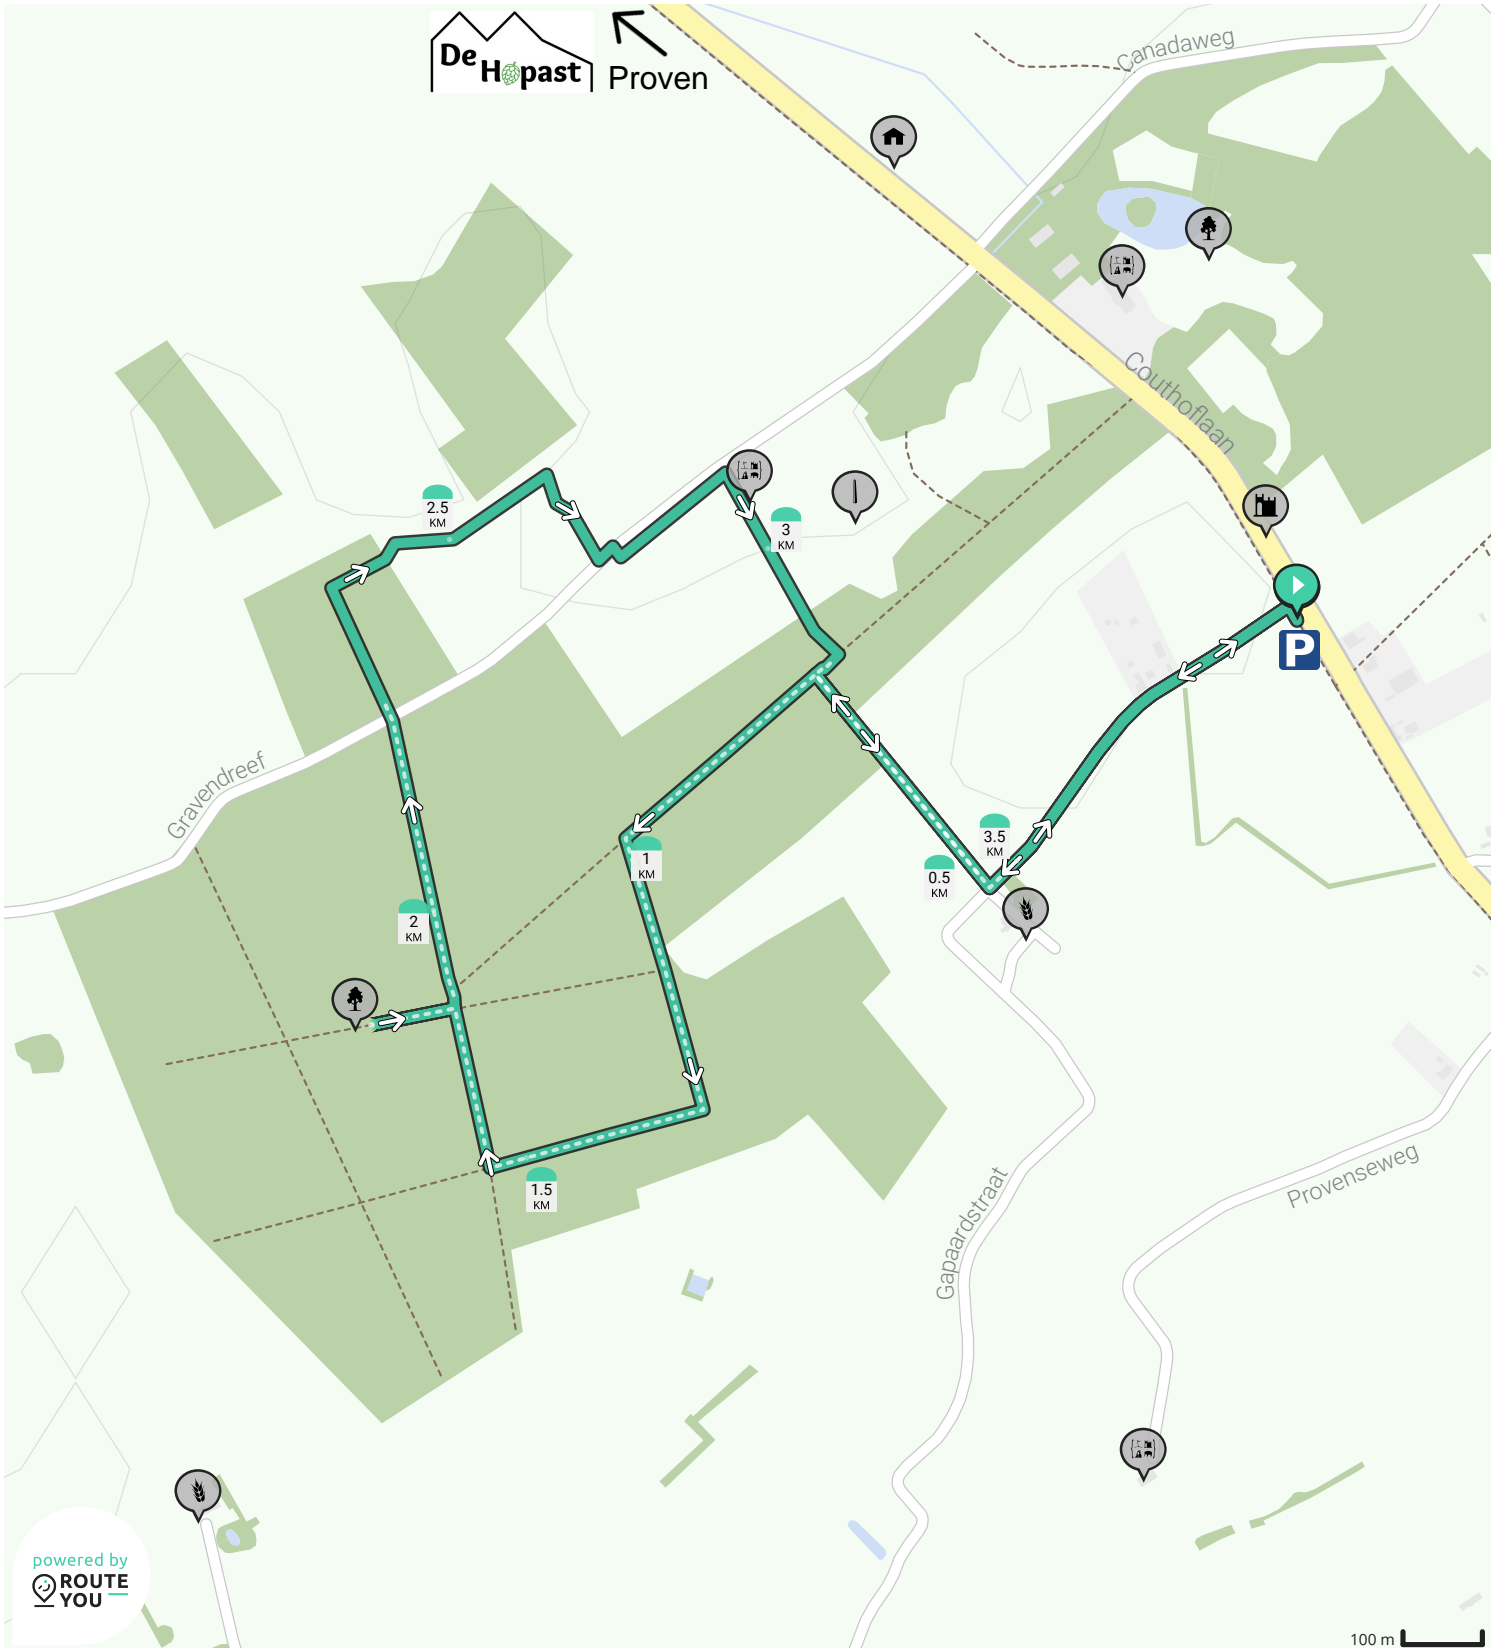 De
Hopast
Proven
Canadaweg
Couthoflaan
2.5
KM
3
KM
P
Gravendreef
3.5
KM
1
KM
0.5
KM
2
KM
1.5
KM
Provenseweg
Gapaardstraat
powered by
ROUTE
YOU
100 m